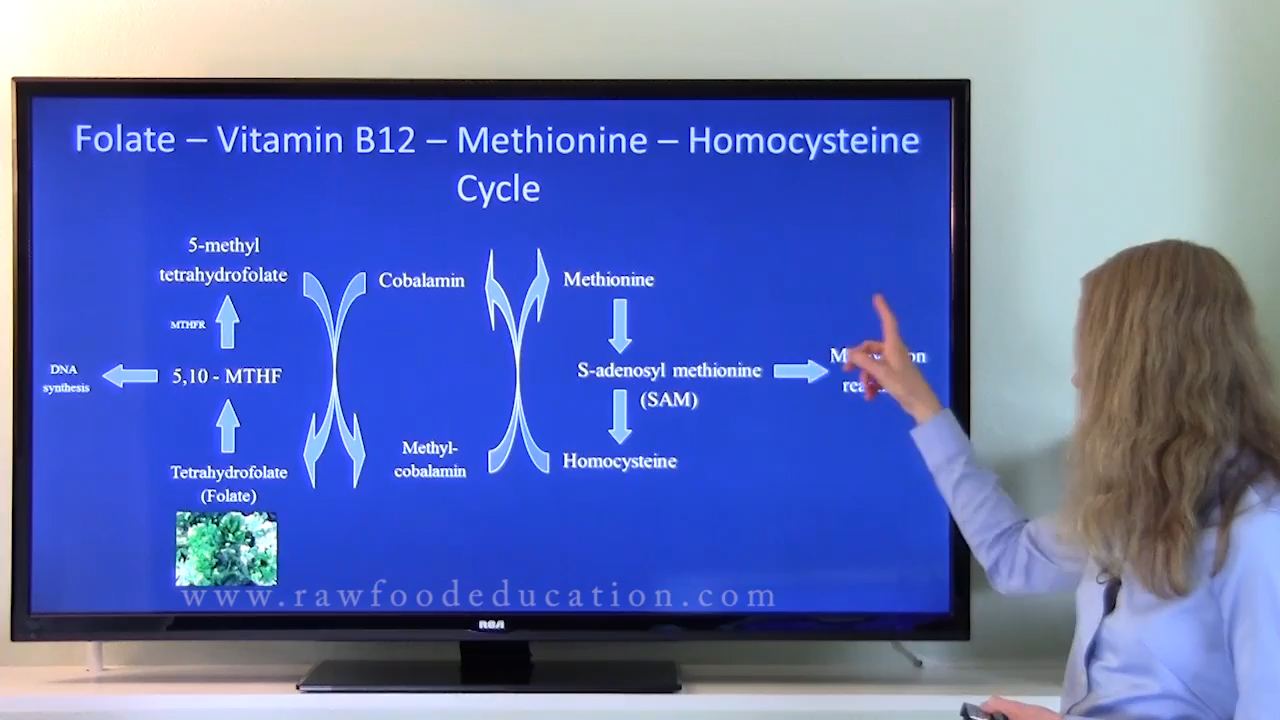 Folate – Vitamin B12 – Methionine – Homocysteine
Cycle
5-methyl
tetrahydrofolate
MTHFR
DNA
synthesis
5,10 - MTHF
Tetrahydrofolate
(Folate)
Cobalamin
Methyl-
cobalamin
Methionine
S-adenosyl methionine
(SAM)
Homocysteine
www.rawfoodeducation.com
RCA